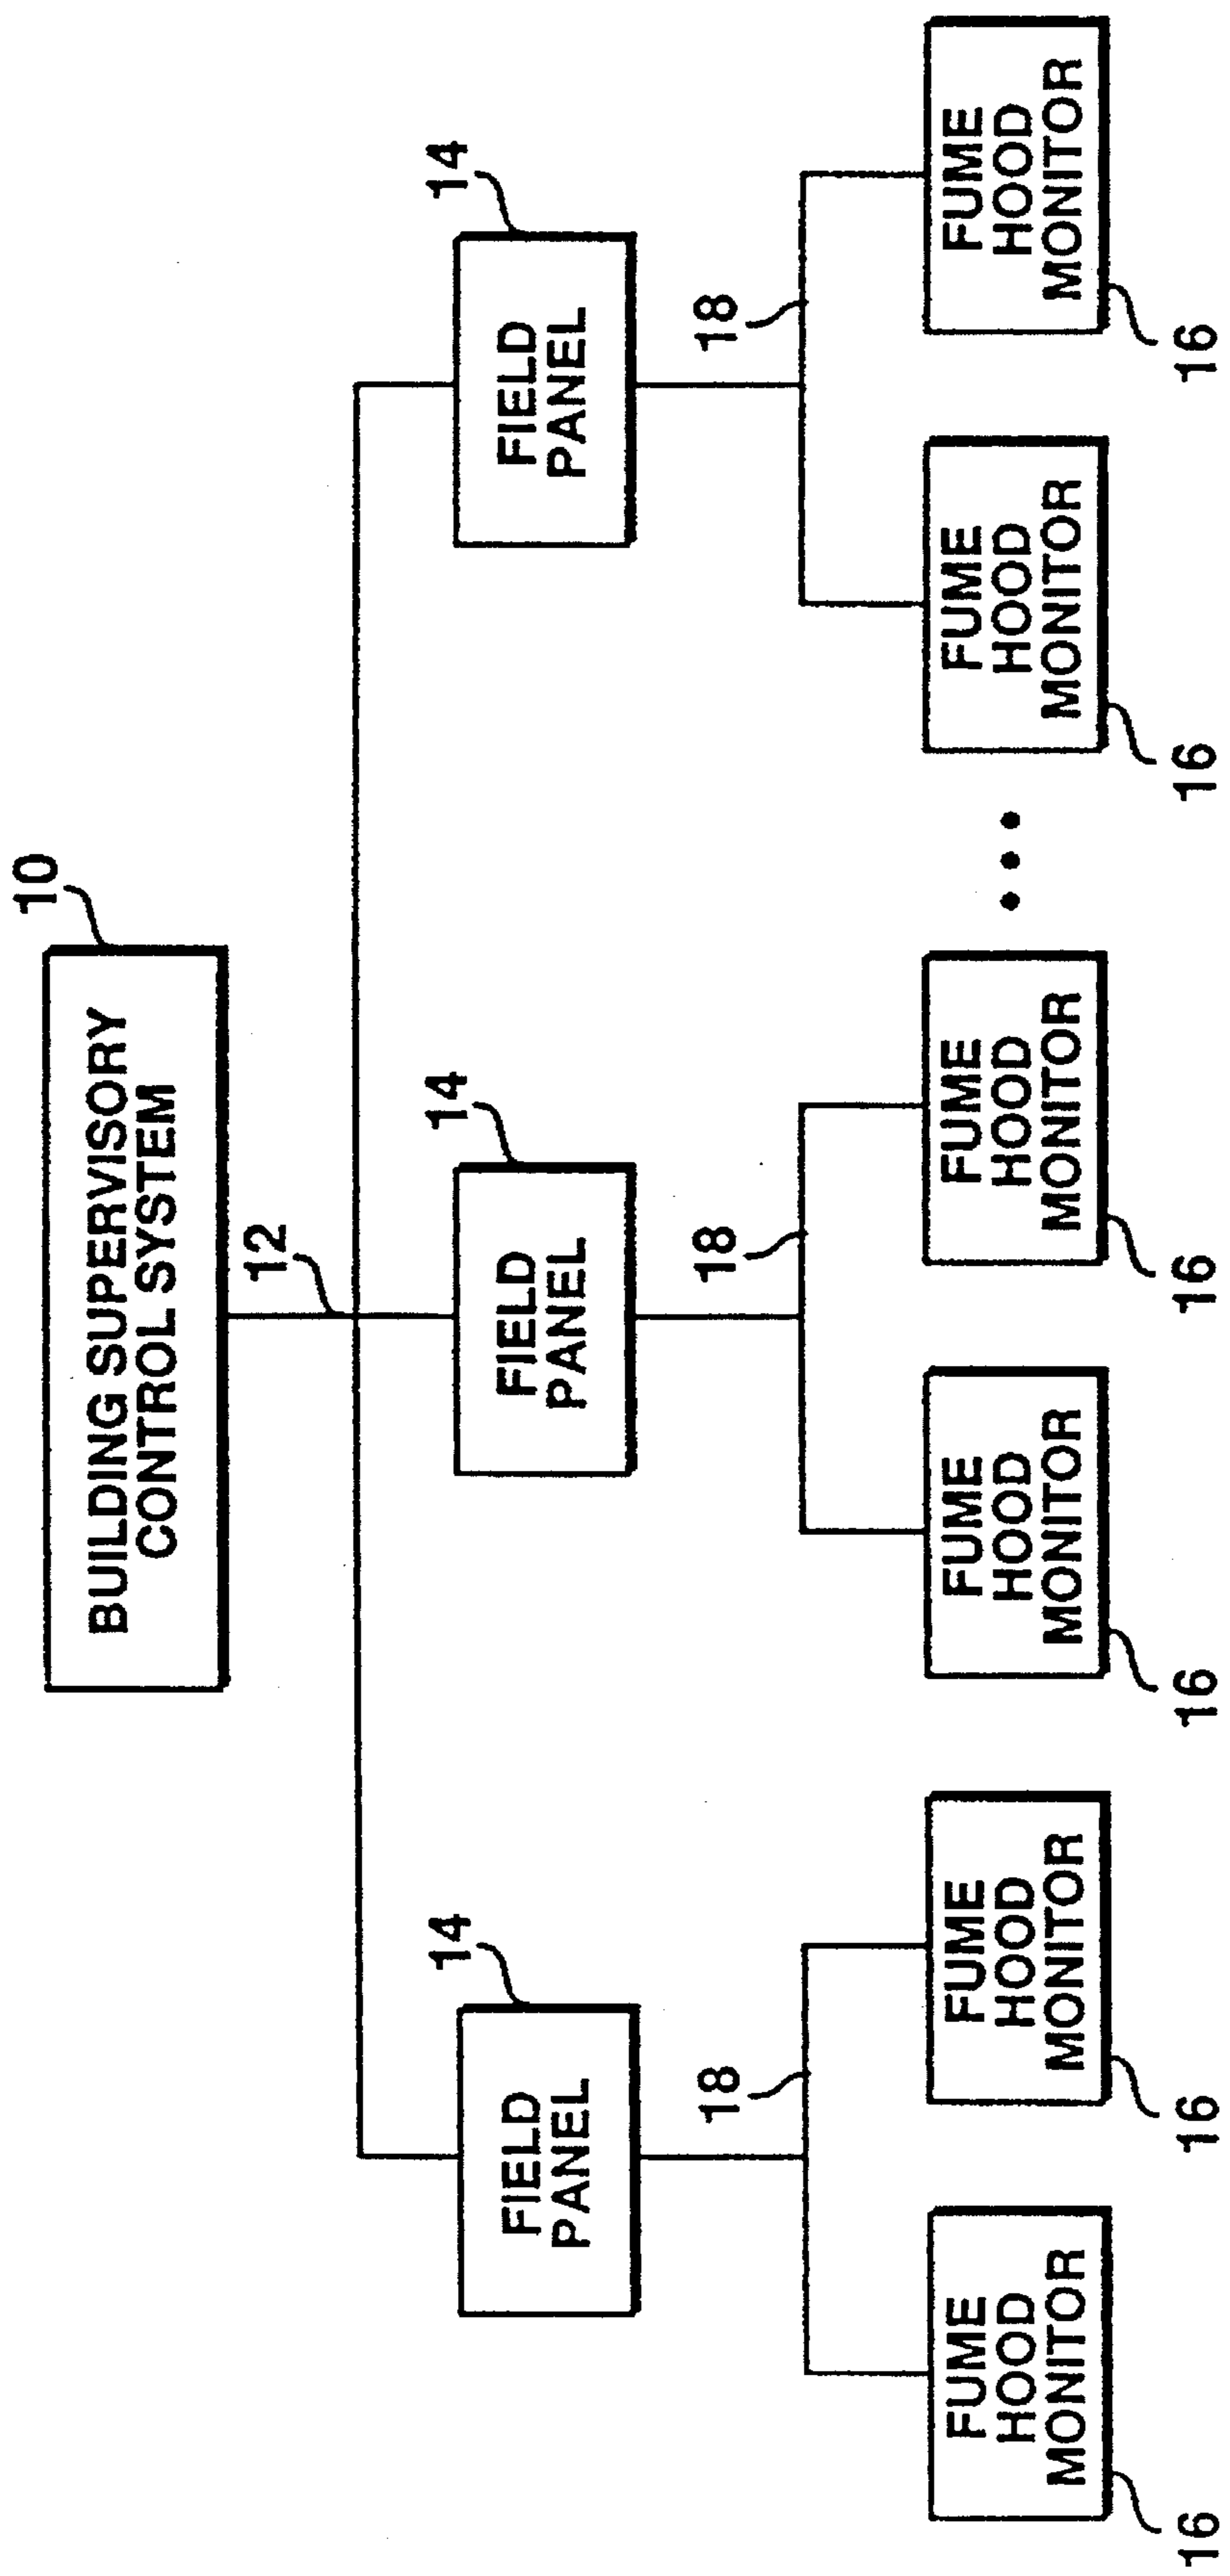 10
BUILDING SUPERVISORY
CONTROL SYSTEM
12
14
FIELD
PANEL
14
FIELD
PANEL
14
FIELD
PANEL
18
18
18
FUME
HOOD
MONITOR
16
FUME
HOOD
MONITOR
16
FUME
HOOD
MONITOR
16
FUME
HOOD
MONITOR
16
FUME
HOOD
MONITOR
16
FUME
HOOD
MONITOR
16